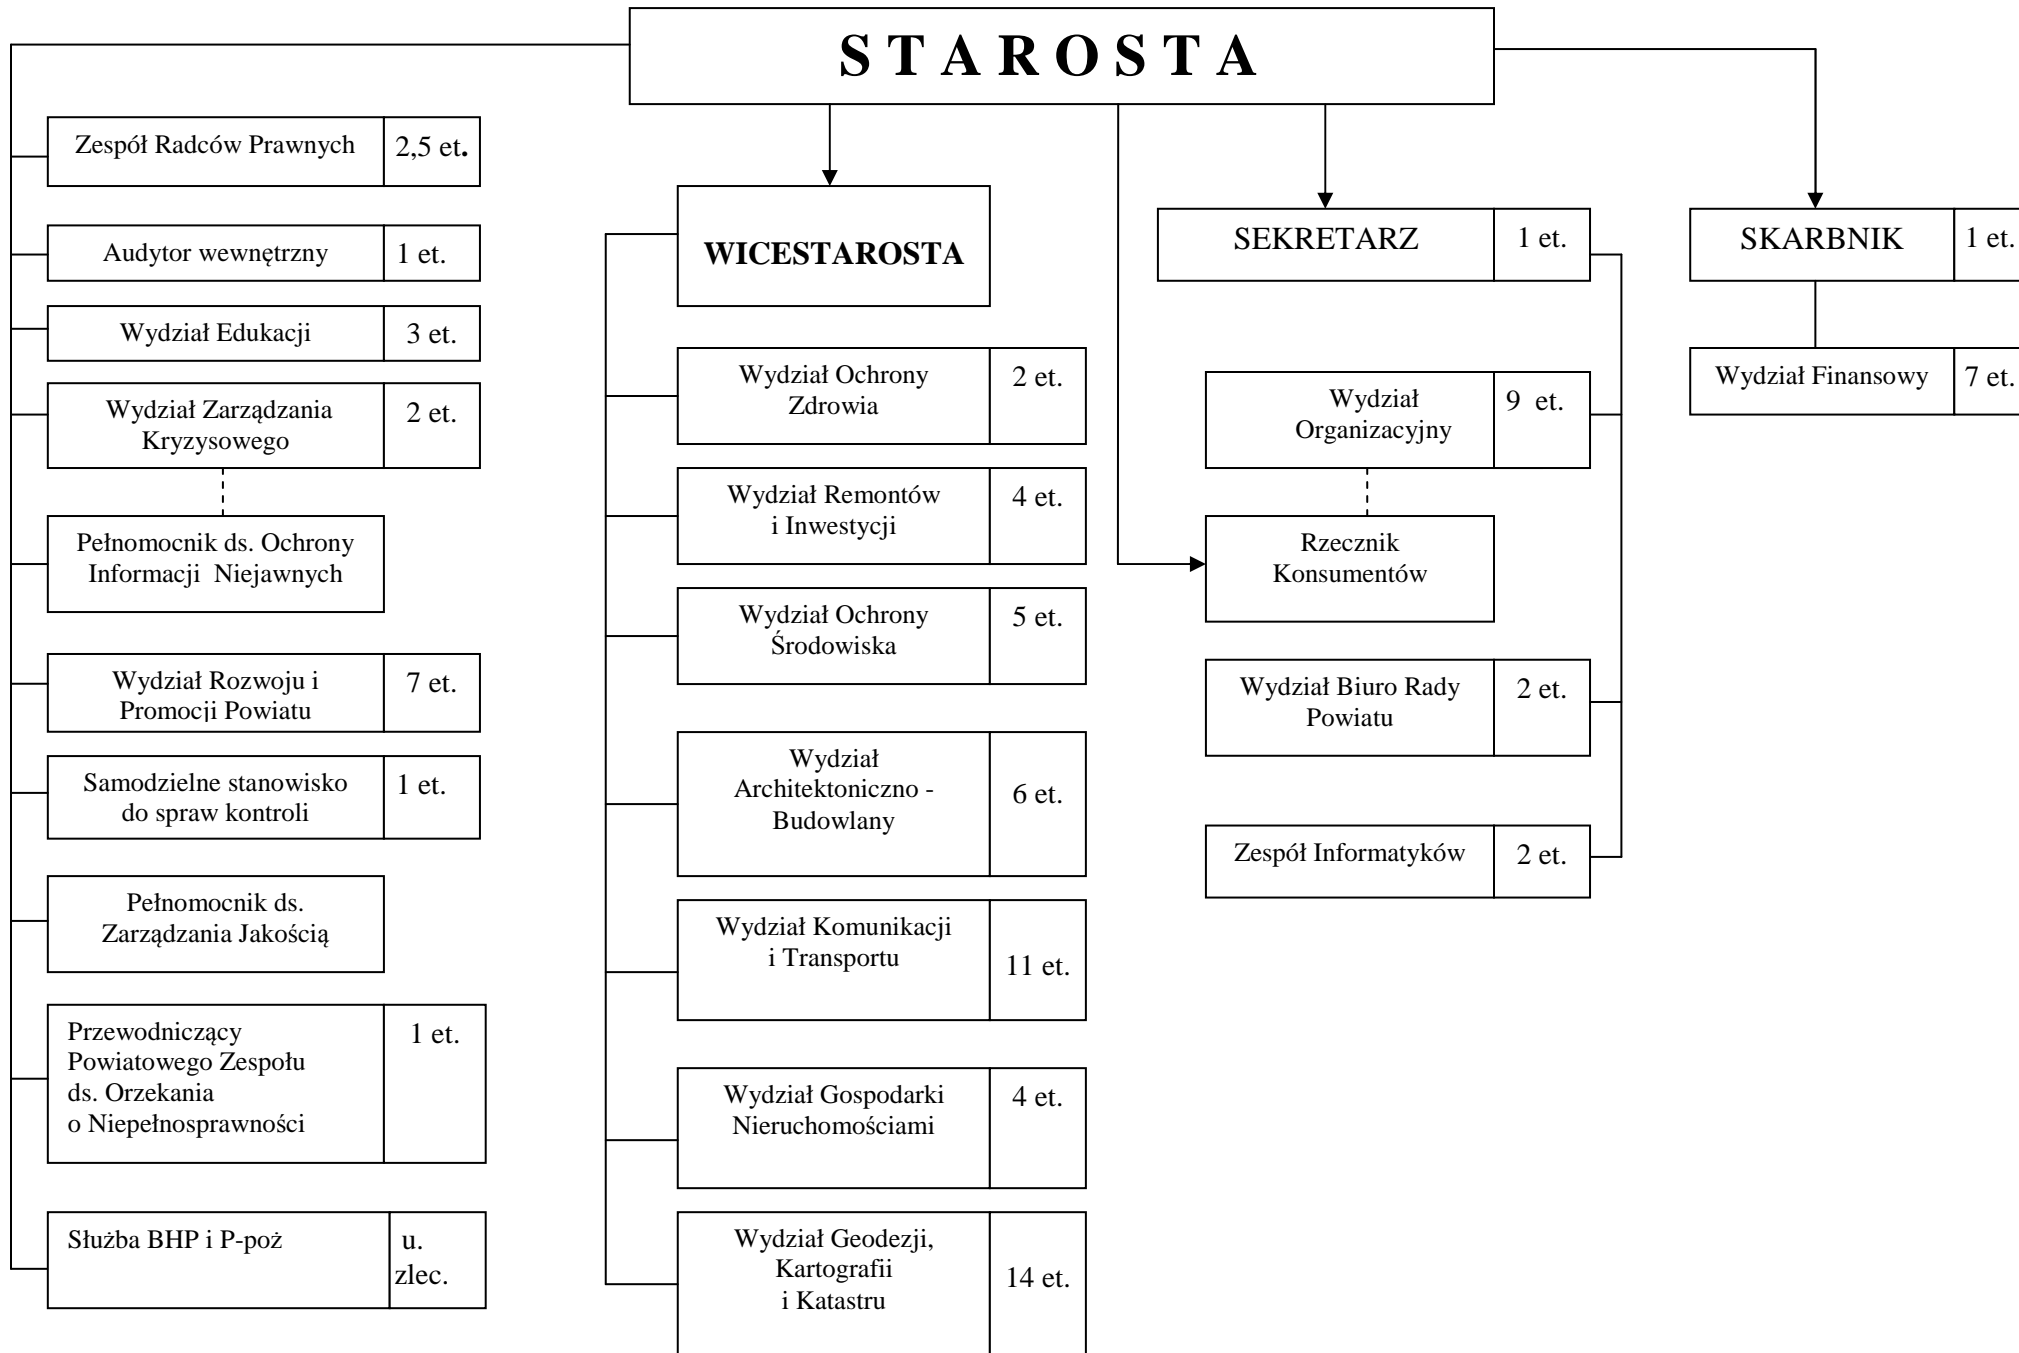 S T A R O S T A
Zespół Radców Prawnych
2,5 et.
Audytor wewnętrzny
1 et.
Wydział Edukacji
3 et.
Wydział Zarządzania
Kryzysowego
2 et.
Pełnomocnik ds. Ochrony
Informacji Niejawnych
Wydział Rozwoju i
Promocji Powiatu
7 et.
Samodzielne stanowisko
do spraw kontroli
1 et.
Pełnomocnik ds.
Zarządzania Jakością
Przewodniczący
Powiatowego Zespołu
ds. Orzekania
o Niepełnosprawności
1 et.
Służba BHP i P-poż
u.
zlec.
WICESTAROSTA
Wydział Ochrony
Zdrowia
2 et.
Wydział Remontów
i Inwestycji
4 et.
Wydział Ochrony
Środowiska
5 et.
Wydział
Architektoniczno -
Budowlany
6 et.
Wydział Komunikacji
i Transportu
11 et.
Wydział Gospodarki
Nieruchomościami
4 et.
Wydział Geodezji,
Kartografii
i Katastru
14 et.
SEKRETARZ
1 et.
Wydział
Organizacyjny
9 et.
Rzecznik
Konsumentów
Wydział Biuro Rady
Powiatu
2 et.
Zespół Informatyków
2 et.
SKARBNIK
1 et.
Wydział Finansowy
7 et.